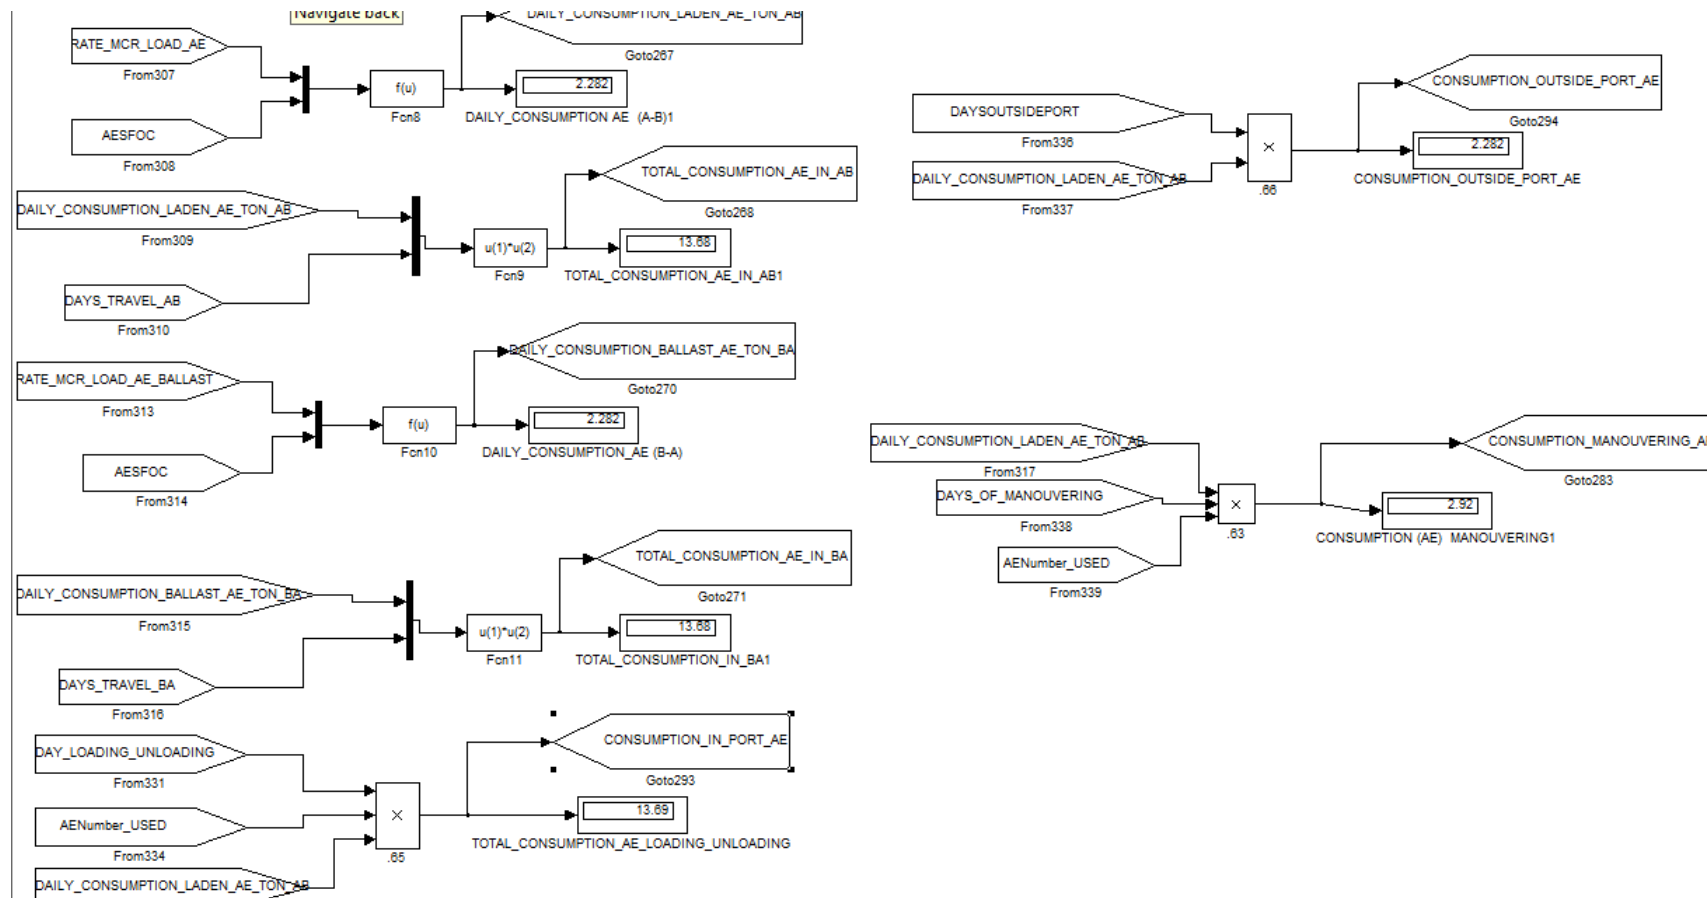 Navigate back
DAILY_CONSUMPTION_LADEN_AE_TON_AB
Goto267
RATE_MCR_LOAD_AE
From307
f(u)
Fcn8
2.282
DAILY_CONSUMPTION AE (A-B)1
AESFOC
From308
TOTAL_CONSUMPTION_AE_IN_AB
Goto268
DAILY_CONSUMPTION_LADEN_AE_TON_AB
From309
u(1)*u(2)
Fcn9
13.68
TOTAL_CONSUMPTION_AE_IN_AB1
DAYS_TRAVEL_AB
From310
DAILY_CONSUMPTION_BALLAST_AE_TON_BA
Goto270
RATE_MCR_LOAD_AE_BALLAST
From313
f(u)
Fcn10
2.282
DAILY_CONSUMPTION_AE (B-A)
AESFOC
From314
TOTAL_CONSUMPTION_AE_IN_BA
Goto271
DAILY_CONSUMPTION_BALLAST_AE_TON_BA
From315
u(1)*u(2)
Fcn11
13.68
TOTAL_CONSUMPTION_IN_BA1
DAYS_TRAVEL_BA
From316
CONSUMPTION_IN_PORT_AE
Goto293
DAY_LOADING_UNLOADING
From331
×
.65
13.69
TOTAL_CONSUMPTION_AE_LOADING_UNLOADING
AENumber_USED
From334
DAILY_CONSUMPTION_LADEN_AE_TON_AB
CONSUMPTION_OUTSIDE_PORT_AE
Goto294
DAYSOUTSIDEPORT
From336
×
.66
2.282
CONSUMPTION_OUTSIDE_PORT_AE
DAILY_CONSUMPTION_LADEN_AE_TON_AB
From337
DAILY_CONSUMPTION_LADEN_AE_TON_AB
From317
CONSUMPTION_MANOUVERING_A
Goto283
DAYS_OF_MANOUVERING
From338
×
.63
2.92
CONSUMPTION (AE) MANOUVERING1
AENumber_USED
From339